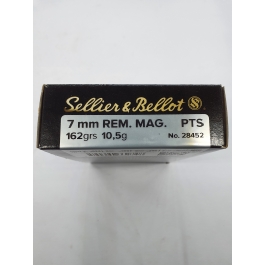 Sellier & Bellot
7 mm REM. MAG. PTS
162grs 10,5g No. 28452